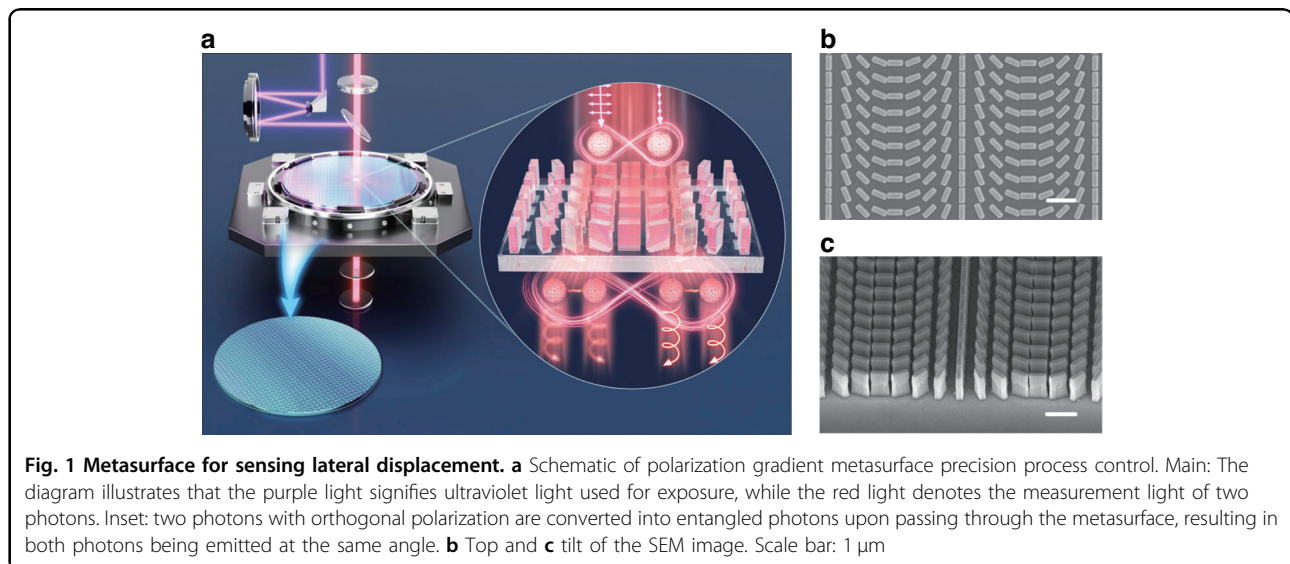 a
b
c
Fig. 1 Metasurface for sensing lateral displacement. a Schematic of polarization gradient metasurface precision process control. Main: The
diagram illustrates that the purple light signifies ultraviolet light used for exposure, while the red light denotes the measurement light of two
photons. Inset: two photons with orthogonal polarization are converted into entangled photons upon passing through the metasurface, resulting in
both photons being emitted at the same angle. b Top and c tilt of the SEM image. Scale bar: 1 µm